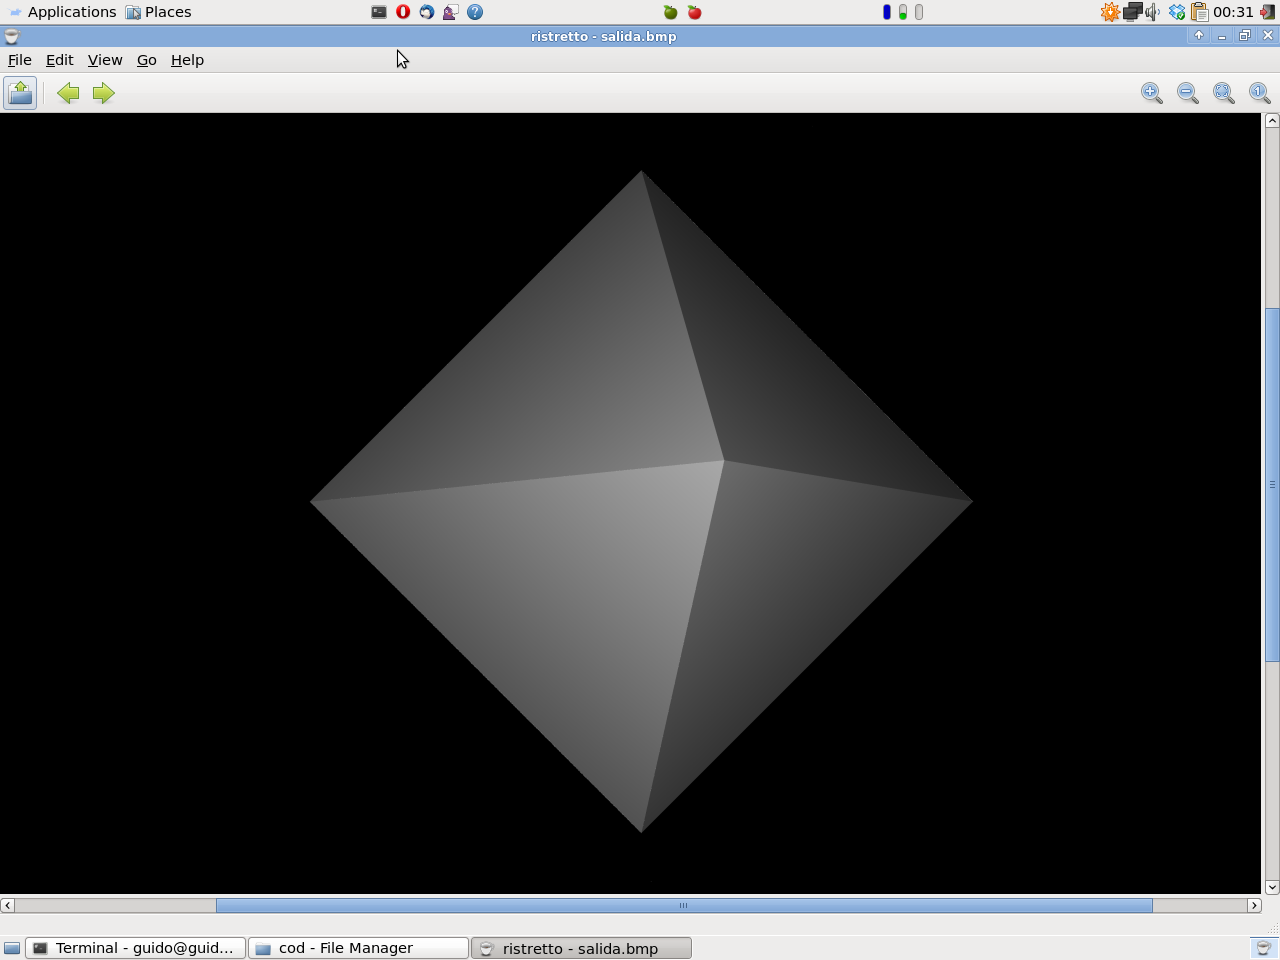 Applications Places 00:31
ristretto - salida.bmp
File Edit View Go Help
Terminal - guido@guid... cod - File Manager ristretto - salida.bmp